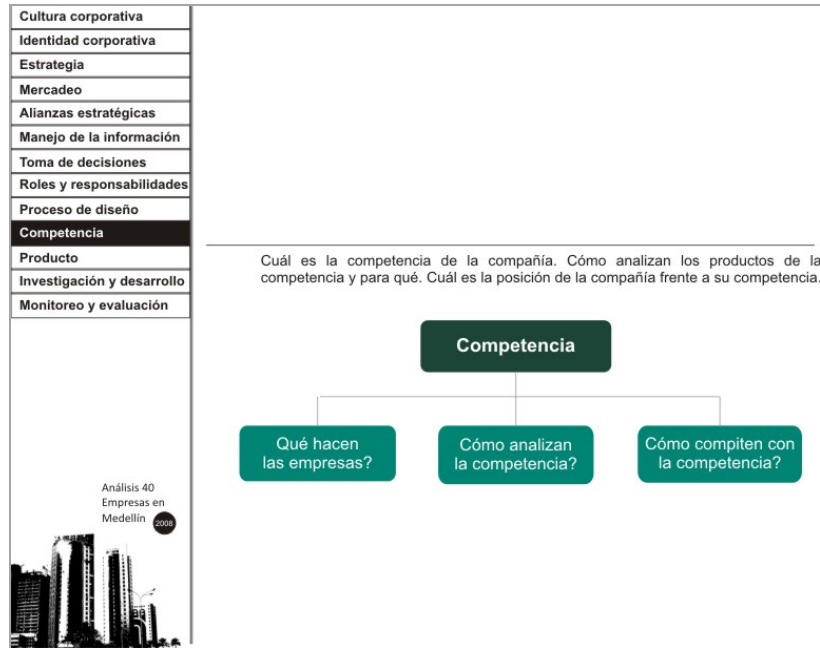 Cultura corporativa
Identidad corporativa
Estrategia
Mercadeo
Alianzas estratégicas
Manejo de la información
Toma de decisiones
Roles y responsabilidades
Proceso de diseño
Competencia
Producto
Investigación y desarrollo
Monitoreo y evaluación
Cuál es la competencia de la compañía. Cómo analizan los productos de la
competencia y para qué. Cuál es la posición de la compañía frente a su competencia.
Competencia
Qué hacen
las empresas?
Cómo analizan
la competencia?
Cómo compiten con
la competencia?
Análisis 40
Empresas en
Medellín
2008